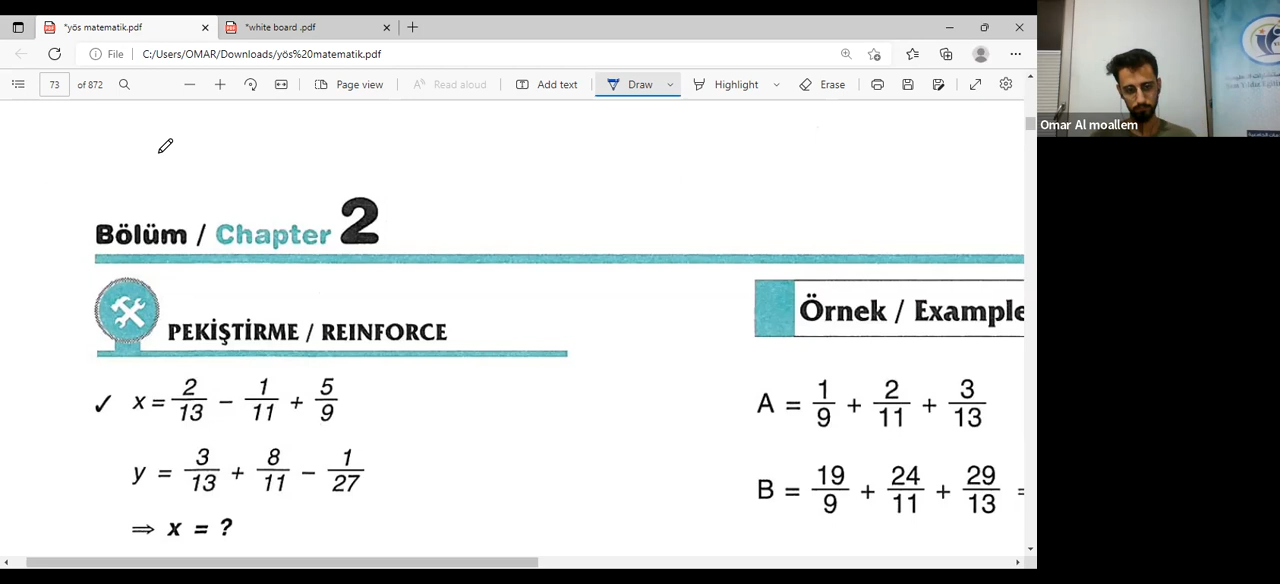 *yös matematik.pdf
*white board .pdf
File C:/Users/OMAR/Downloads/yös%20matematik.pdf
73 of 872 Page view Read aloud Add text Draw Highlight Erase
Omar Al moallem
Bölüm / Chapter 2
PEKİŞTİRME / REINFORCE
✓ x = 2/13 − 1/11 + 5/9
y = 3/13 + 8/11 − 1/27
⇒ x = ?
Örnek / Example
A = 1/9 + 2/11 + 3/13
B = 19/9 + 24/11 + 29/13 =